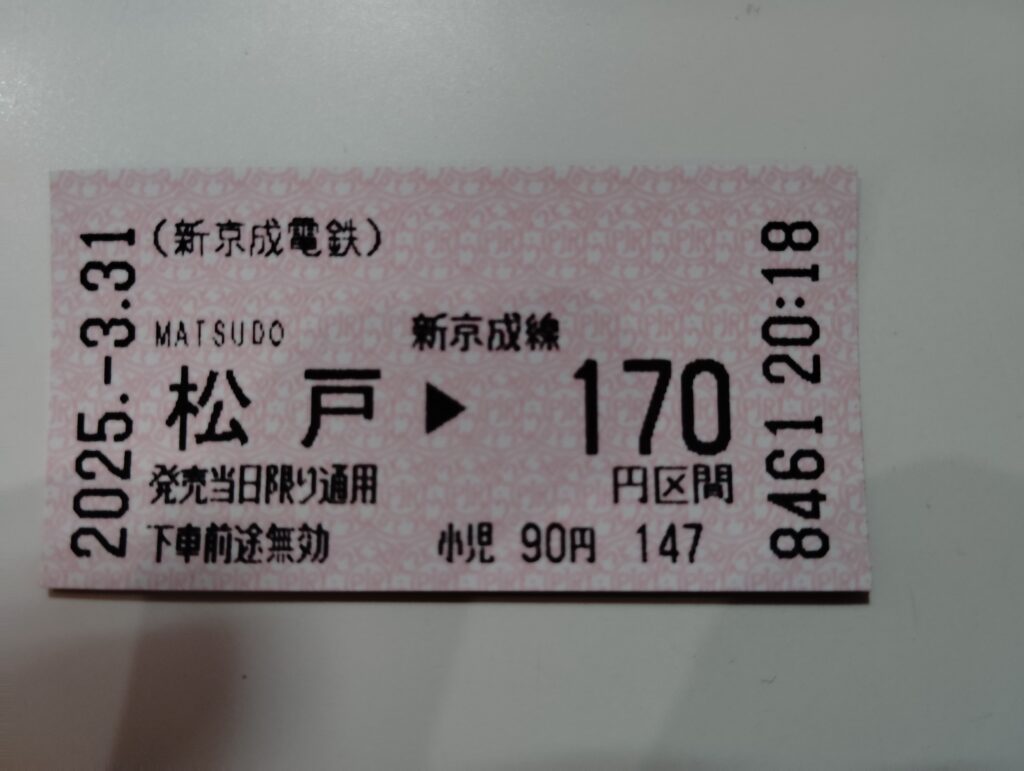 2025.-3.31
(新京成電鉄)
MATSUDO
新京成線
松戸▶170
発売当日限り通用
円区間
下車前途無効
小児 90円 147
8461 20:18